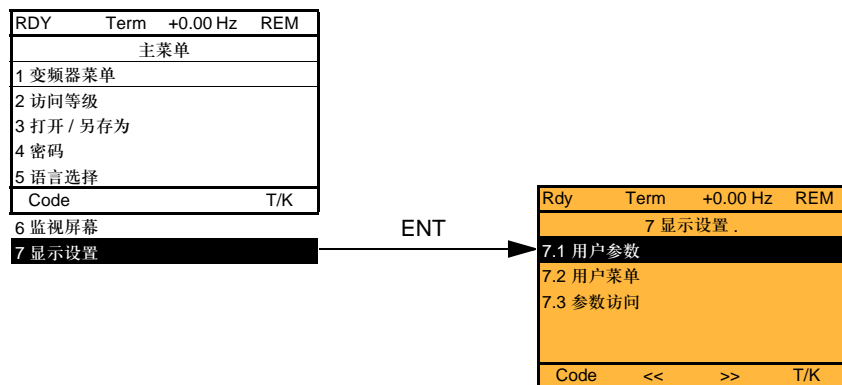 RDY Term +0.00 Hz REM
主菜单
1 变频器菜单
2 访问等级
3 打开 / 另存为
4 密码
5 语言选择
Code T/K
6 监视屏幕
7 显示设置
ENT
Rdy Term +0.00 Hz REM
7 显示设置 .
7.1 用户参数
7.2 用户菜单
7.3 参数访问
Code << >> T/K